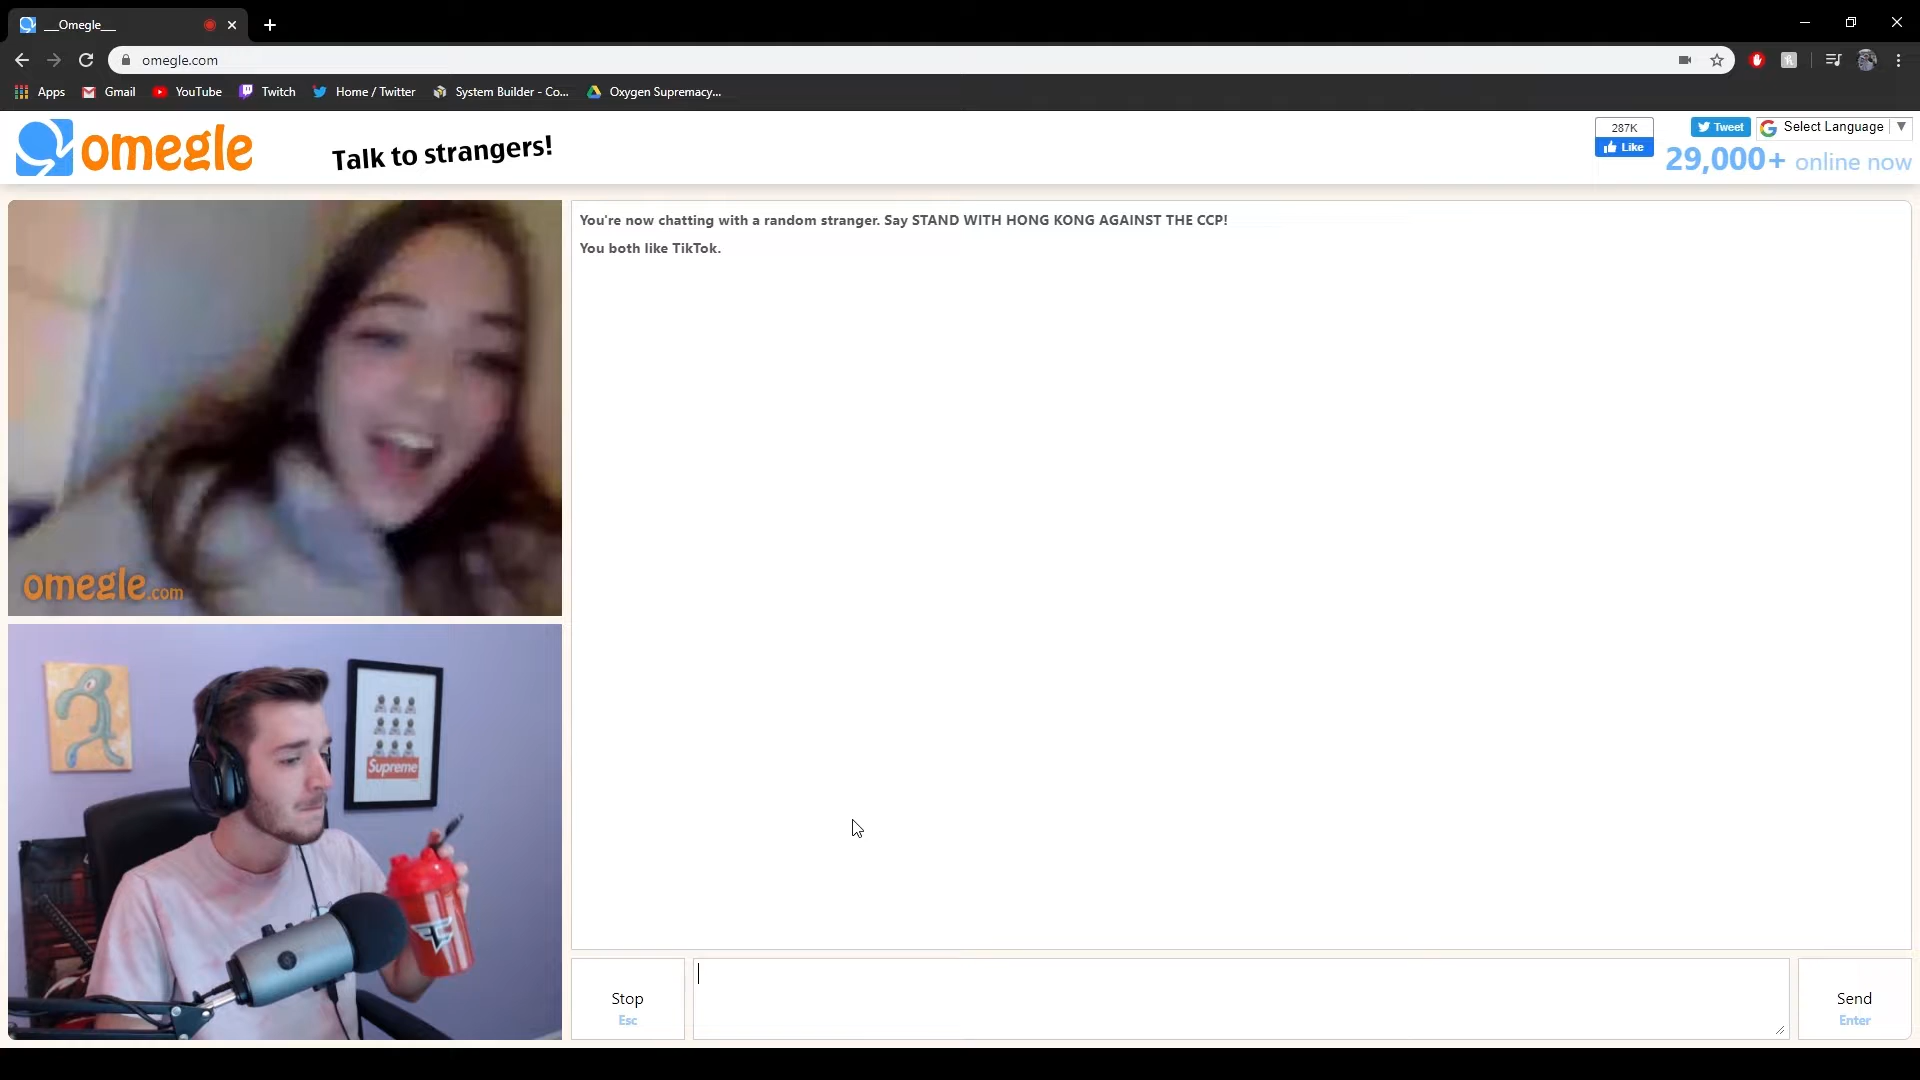 __Omegle__
omegle.com
Apps
Gmail
YouTube
Twitch
Home / Twitter
System Builder - Co...
Oxygen Supremacy...
omegle
Talk to strangers!
287K
Like
Tweet
Select Language
29,000+ online now
You're now chatting with a random stranger. Say STAND WITH HONG KONG AGAINST THE CCP!
You both like TikTok.
omegle.com
Supreme
Stop
Esc
Send
Enter